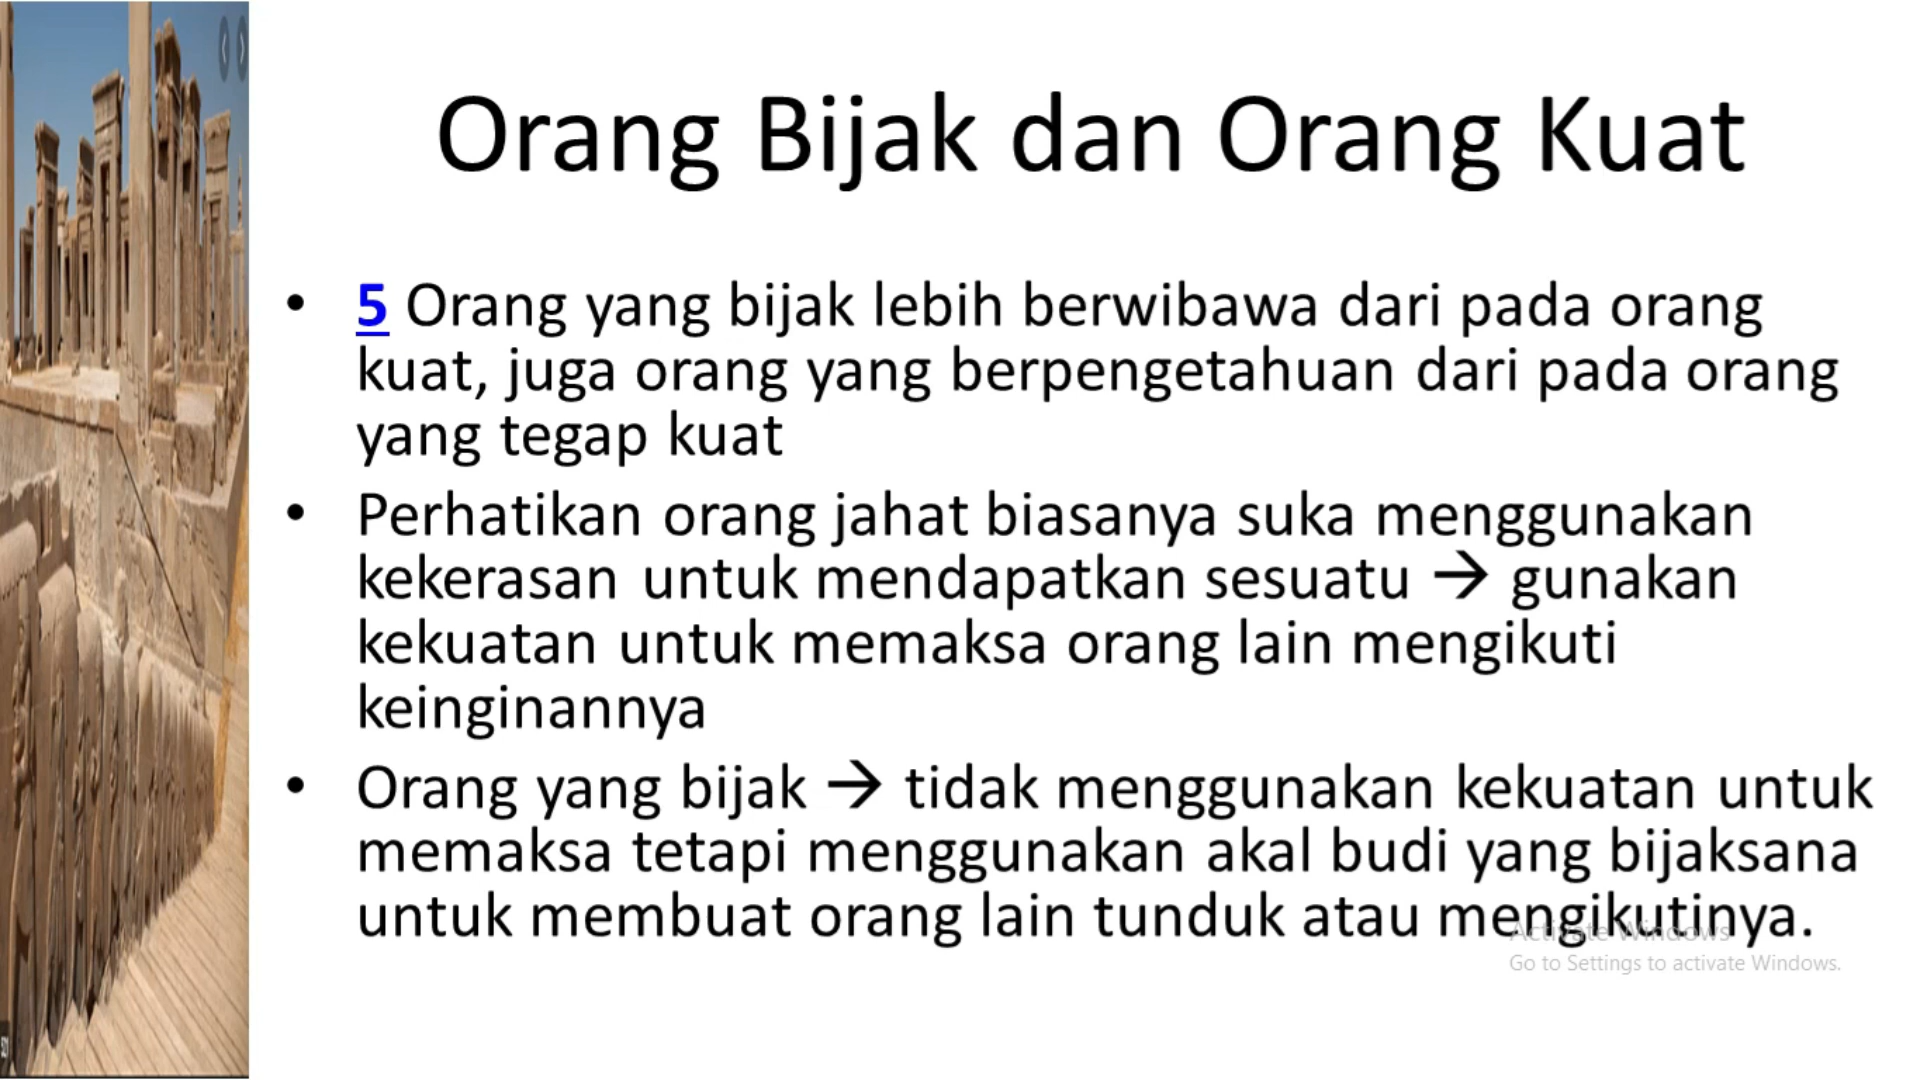 Orang Bijak dan Orang Kuat
• 5 Orang yang bijak lebih berwibawa dari pada orang
kuat, juga orang yang berpengetahuan dari pada orang
yang tegap kuat
• Perhatikan orang jahat biasanya suka menggunakan
kekerasan untuk mendapatkan sesuatu → gunakan
kekuatan untuk memaksa orang lain mengikuti
keinginannya
• Orang yang bijak → tidak menggunakan kekuatan untuk
memaksa tetapi menggunakan akal budi yang bijaksana
untuk membuat orang lain tunduk atau mengikutinya.
Activate Windows
Go to Settings to activate Windows.